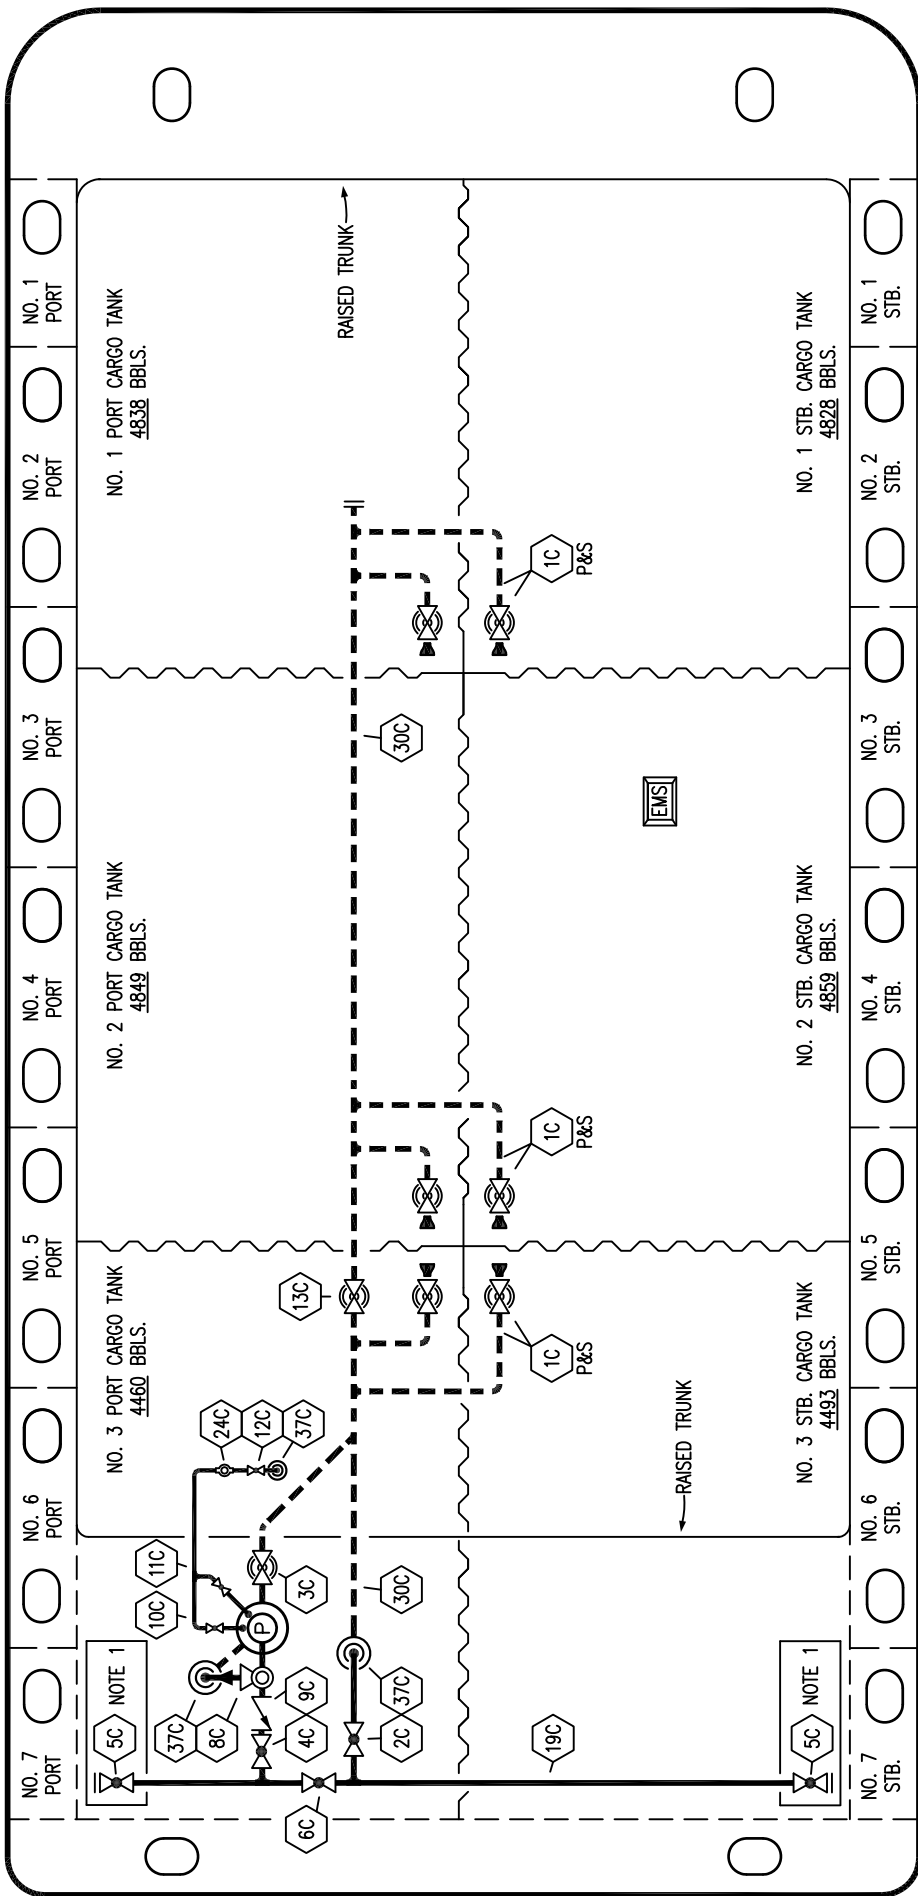 NO. 1
PORT
NO. 2
PORT
NO. 3
PORT
NO. 4
PORT
NO. 5
PORT
NO. 6
PORT
NO. 7
PORT
NO. 1 PORT CARGO TANK
4838 BBLS.
RAISED TRUNK
NO. 2 PORT CARGO TANK
4849 BBLS.
NO. 3 PORT CARGO TANK
4460 BBLS.
30C
1C
P&S
1C
P&S
1C
P&S
13C
24C
12C
37C
11C
10C
P
3C
30C
37C
8C
9C
4C
37C
2C
6C
19C
5C
NOTE 1
5C
NOTE 1
EMS
RAISED TRUNK
NO. 1 STB. CARGO TANK
4828 BBLS.
NO. 2 STB. CARGO TANK
4859 BBLS.
NO. 3 STB. CARGO TANK
4493 BBLS.
NO. 1
STB.
NO. 2
STB.
NO. 3
STB.
NO. 4
STB.
NO. 5
STB.
NO. 6
STB.
NO. 7
STB.